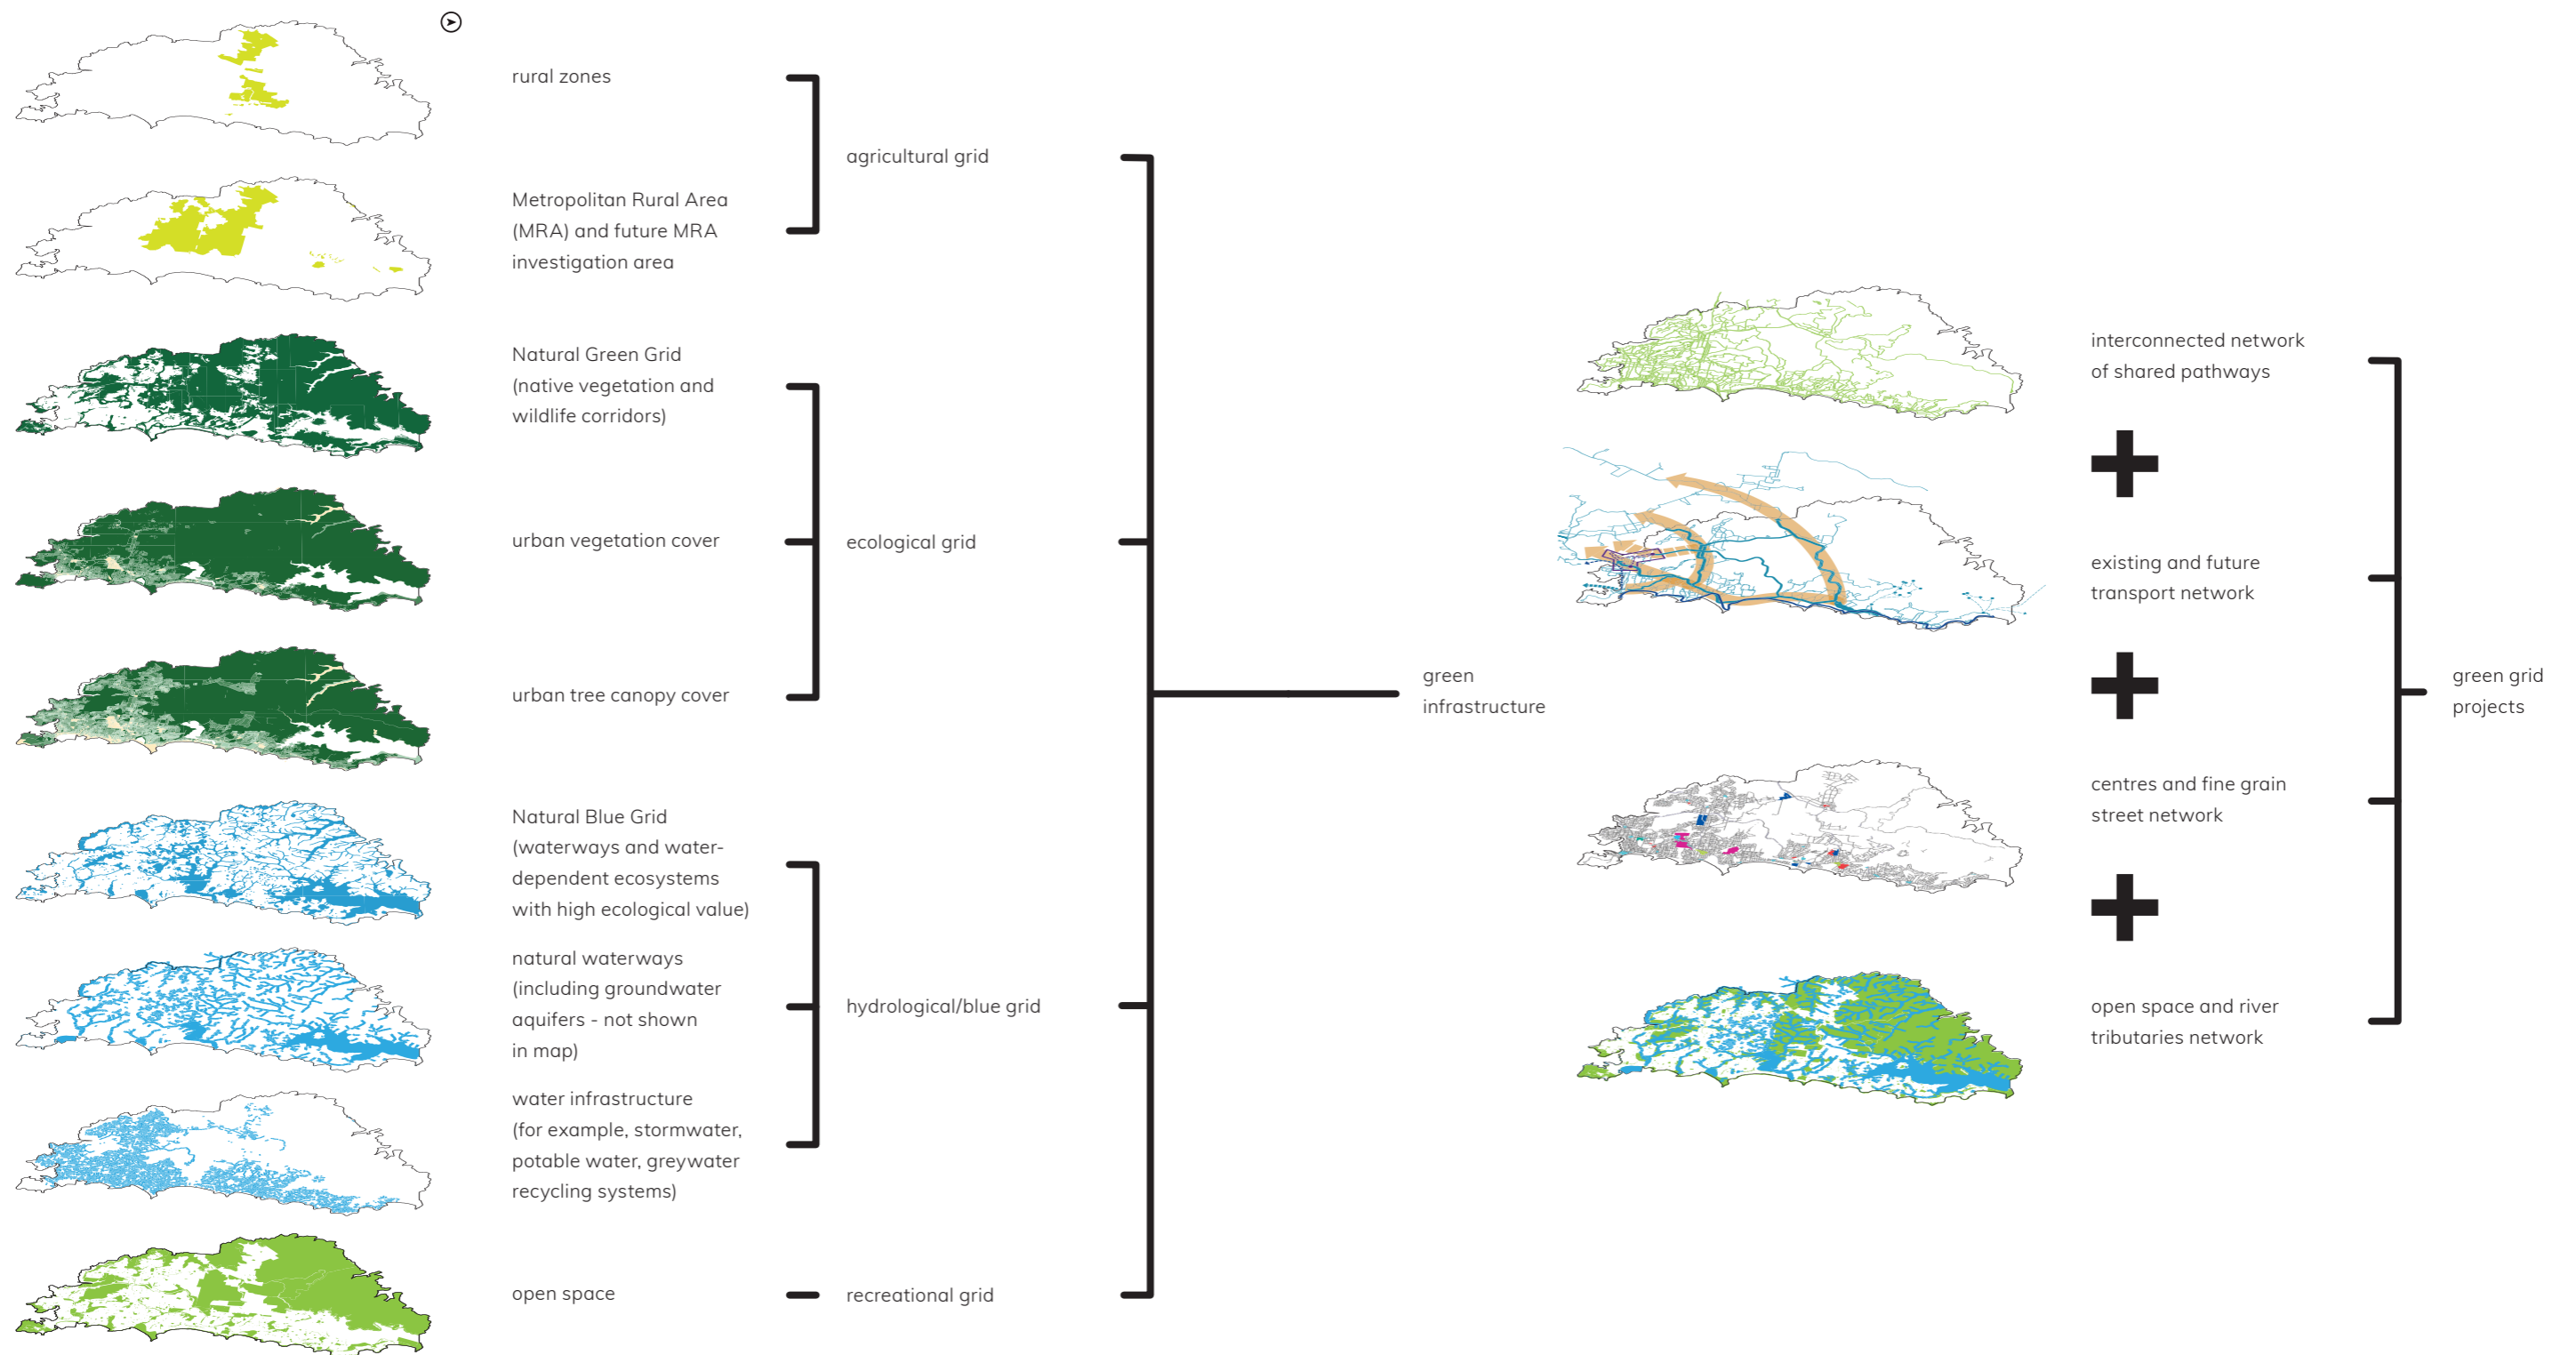 rural zones
agricultural grid
Metropolitan Rural Area
(MRA) and future MRA
investigation area
Natural Green Grid
(native vegetation and
wildlife corridors)
urban vegetation cover
ecological grid
urban tree canopy cover
Natural Blue Grid
(waterways and water-
dependent ecosystems
with high ecological value)
natural waterways
(including groundwater
aquifers - not shown
in map)
hydrological/blue grid
water infrastructure
(for example, stormwater,
potable water, greywater
recycling systems)
open space
recreational grid
green
infrastructure
interconnected network
of shared pathways
existing and future
transport network
centres and fine grain
street network
open space and river
tributaries network
green grid
projects